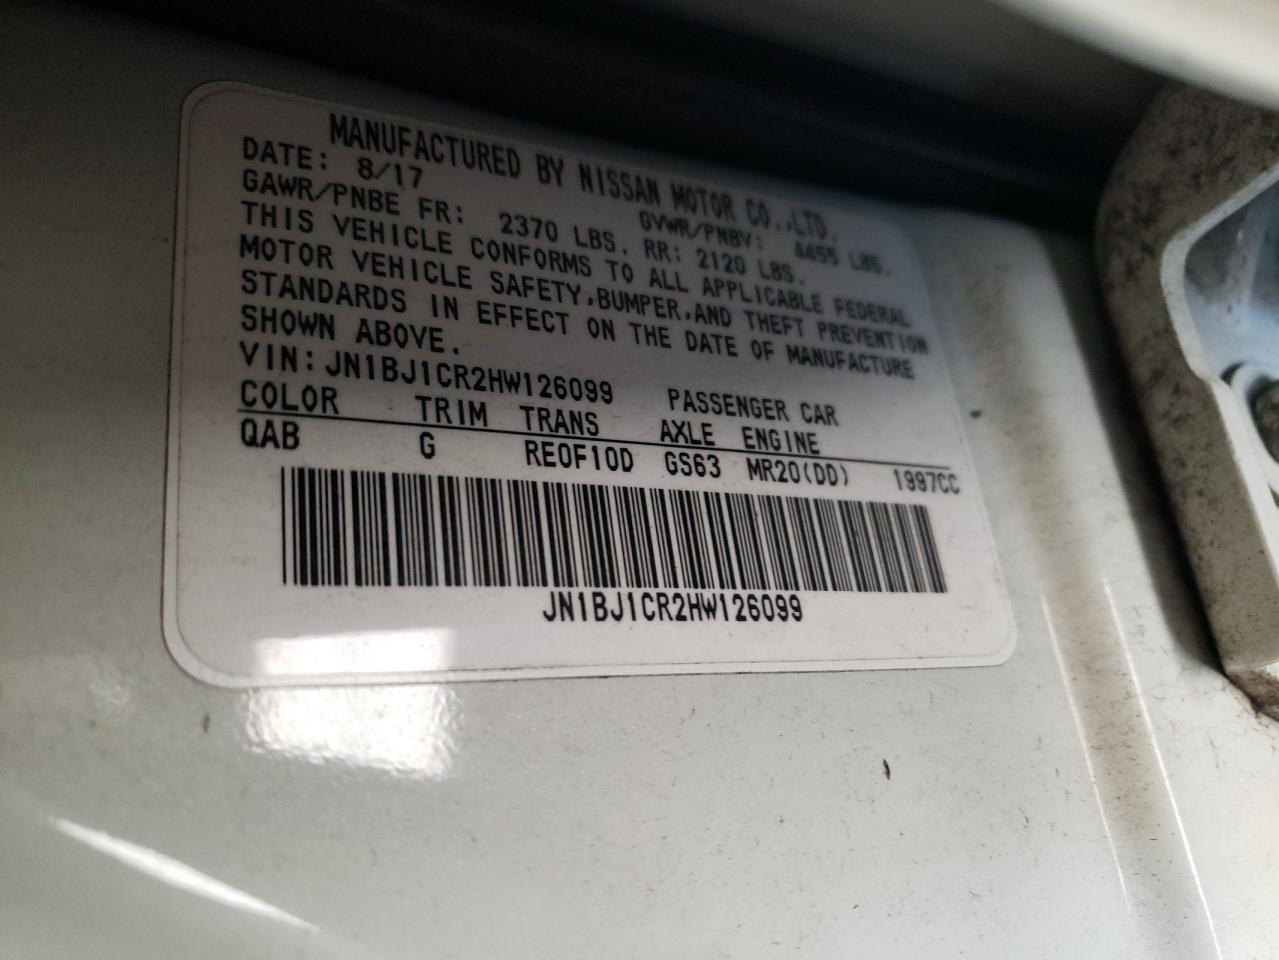 MANUFACTURED BY NISSAN MOTOR CO.,LTD.
DATE: 8/17 GVWR/PNBV: 4455 LBS.
GAWR/PNBE FR: 2370 LBS. RR: 2120 LBS.
THIS VEHICLE CONFORMS TO ALL APPLICABLE FEDERAL
MOTOR VEHICLE SAFETY,BUMPER,AND THEFT PREVENTION
STANDARDS IN EFFECT ON THE DATE OF MANUFACTURE
SHOWN ABOVE.
VIN: JN1BJ1CR2HW126099 PASSENGER CAR
COLOR TRIM TRANS AXLE ENGINE
QAB G RE0F10D GS63 MR20(DD) 1997CC
JN1BJ1CR2HW126099